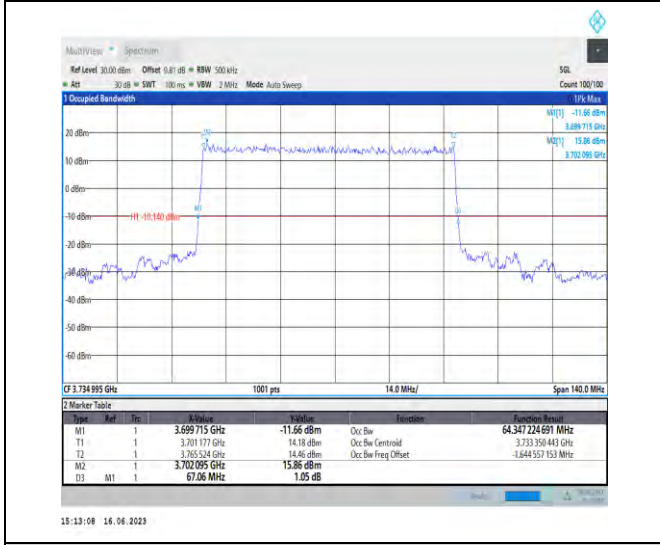 MultiView Spectrum
Ref Level 30.00 dBm Offset 9.81 dB RBW 500 kHz SGL
Att 30 dB SWT 100 ms VBW 2 MHz Mode Auto Sweep Count 100/100
1 Occupied Bandwidth 1Pk Max
M1[1] -11.66 dBm
3.699 715 GHz
20 dBm
M2[1] 15.86 dBm
3.702 095 GHz
M2
T2
10 dBm
0 dBm
M1
D3
-10 dBm
H1 -10.140 dBm
-20 dBm
-30 dBm
-40 dBm
-50 dBm
-60 dBm
CF 3.734 995 GHz 1001 pts 14.0 MHz/ Span 140.0 MHz
2 Marker Table
Type Ref Trc X-Value Y-Value Function Function Result
M1 1 3.699 715 GHz -11.66 dBm Occ Bw 64.347 224 691 MHz
T1 1 3.701 177 GHz 14.18 dBm Occ Bw Centroid 3.733 350 443 GHz
T2 1 3.765 524 GHz 14.46 dBm Occ Bw Freq Offset -1.644 557 153 MHz
M2 1 3.702 095 GHz 15.86 dBm
D3 M1 1 67.06 MHz 1.05 dB
15:13:08 16.06.2023